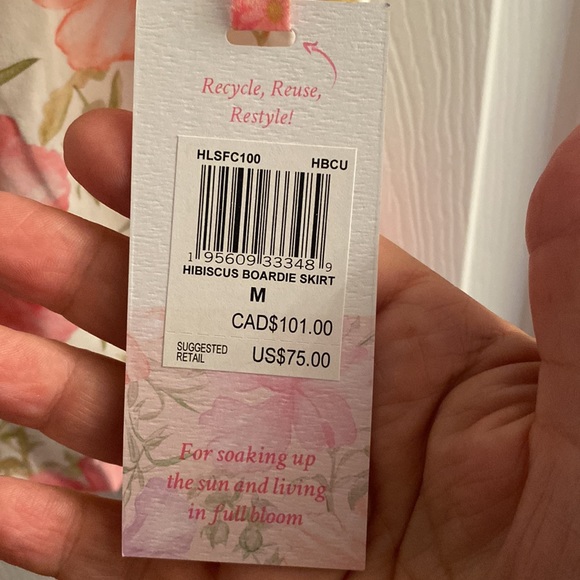 Recycle, Reuse,
Restyle!
HLSFC100 HBCU
1 95609 33348 9
HIBISCUS BOARDIE SKIRT
M
CAD$101.00
SUGGESTED
RETAIL US$75.00
For soaking up
the sun and living
in full bloom